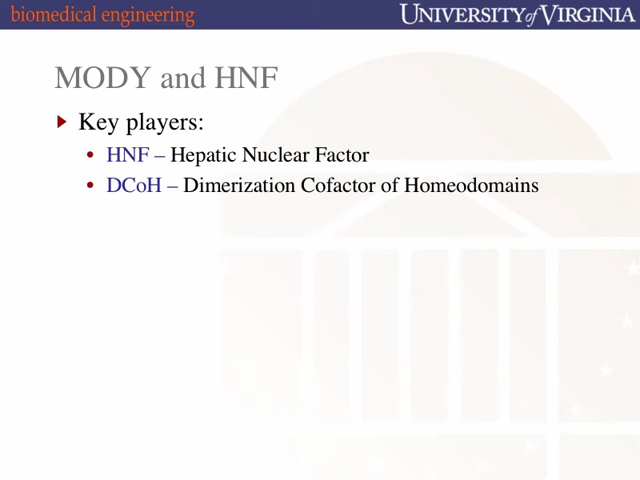 biomedical engineering
UNIVERSITY of VIRGINIA
MODY and HNF
Key players:
• HNF – Hepatic Nuclear Factor
• DCoH – Dimerization Cofactor of Homeodomains